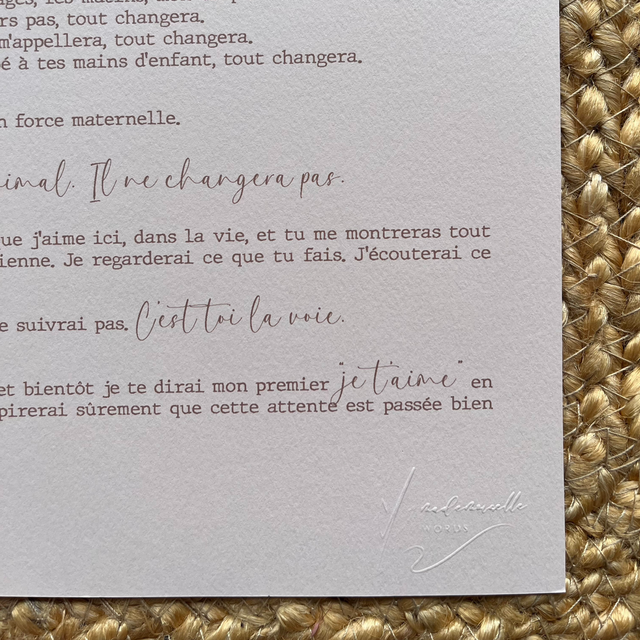 les mains,
rs pas, tout changera.
m'appellera, tout changera.
é à tes mains d'enfant, tout changera.
n force maternelle.
imal. Il ne changera pas.
ue j'aime ici, dans la vie, et tu me montreras tout
ienne. Je regarderai ce que tu fais. J'écouterai ce
e suivrai pas. C'est toi la voie.
et bientôt je te dirai mon premier "je t'aime" en
pirerai sûrement que cette attente est passée bien
Mademoiselle
WORDS